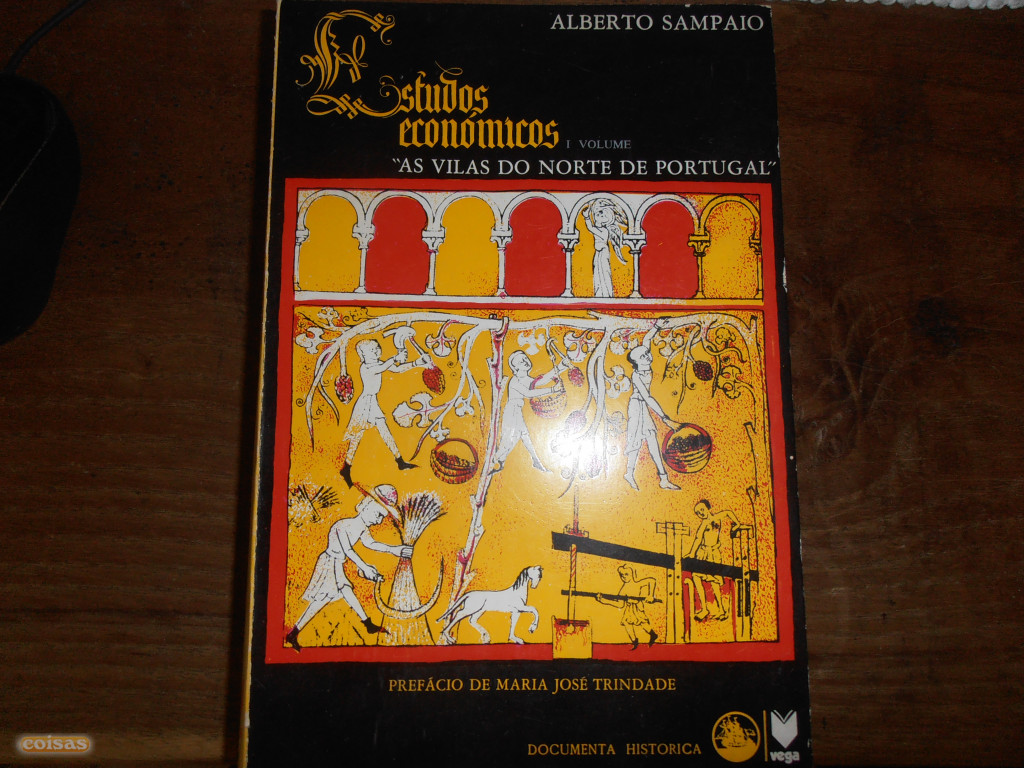 ALBERTO SAMPAIO
Estudos
económicos
I VOLUME
"AS VILAS DO NORTE DE PORTUGAL"
PREFÁCIO DE MARIA JOSÉ TRINDADE
DOCUMENTA HISTORICA
vega
coisas